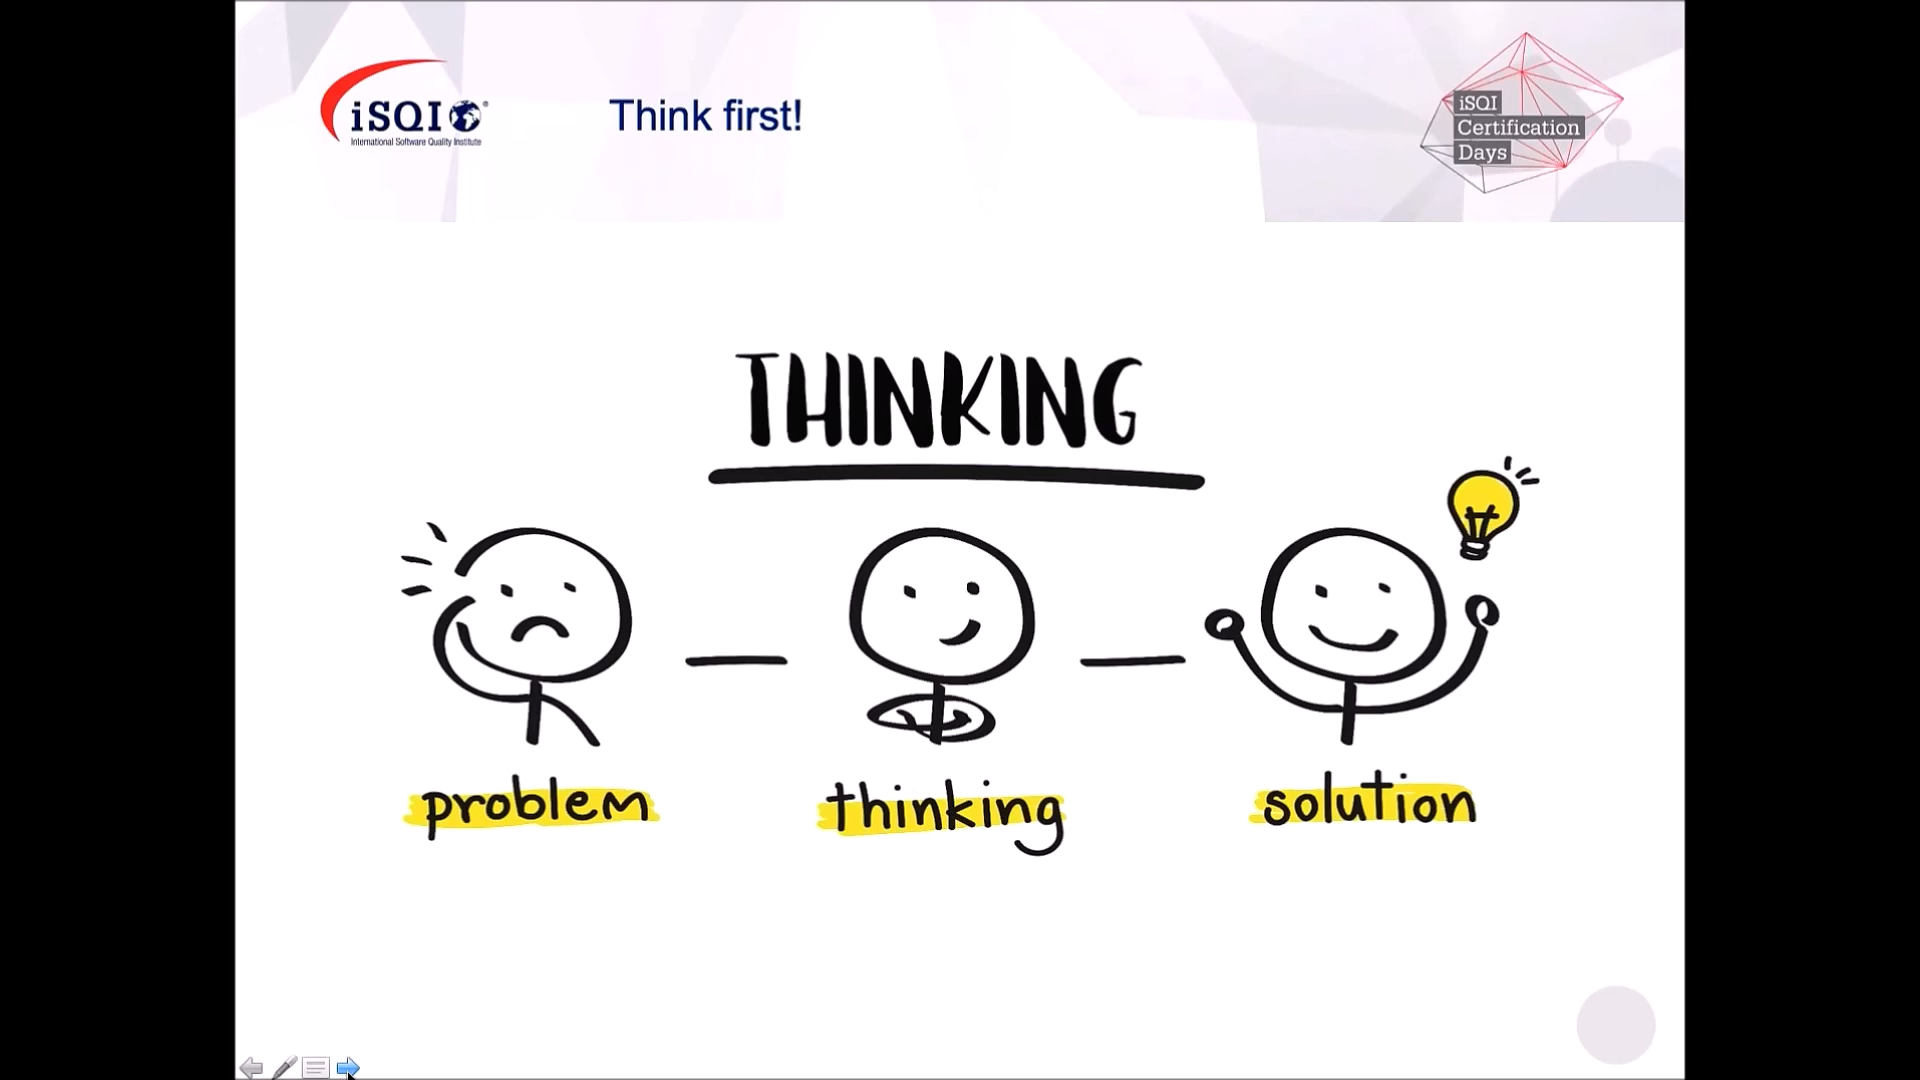 iSQI
International Software Quality Institute
Think first!
iSQI
Certification
Days
THINKING
problem
thinking
solution